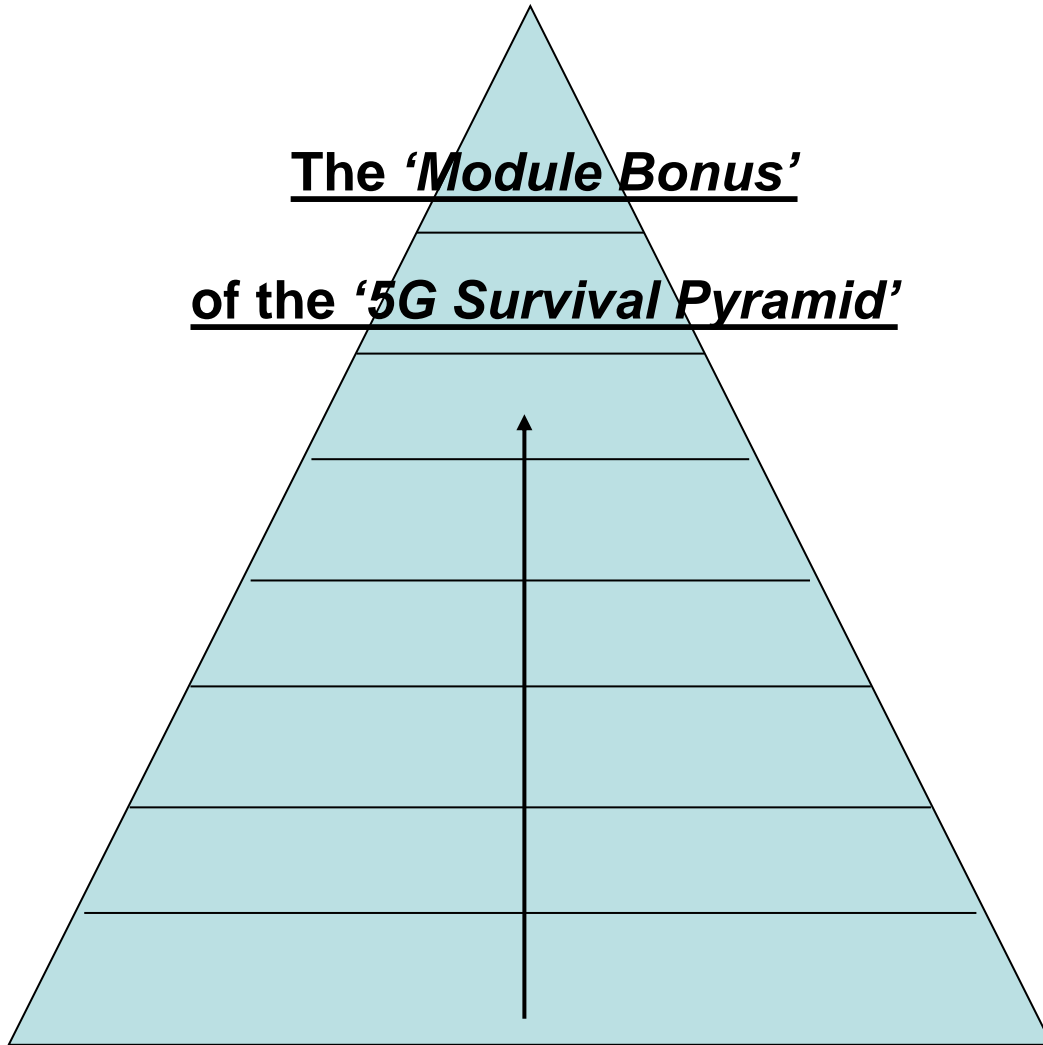 The ‘Module Bonus’
of the ‘5G Survival Pyramid’